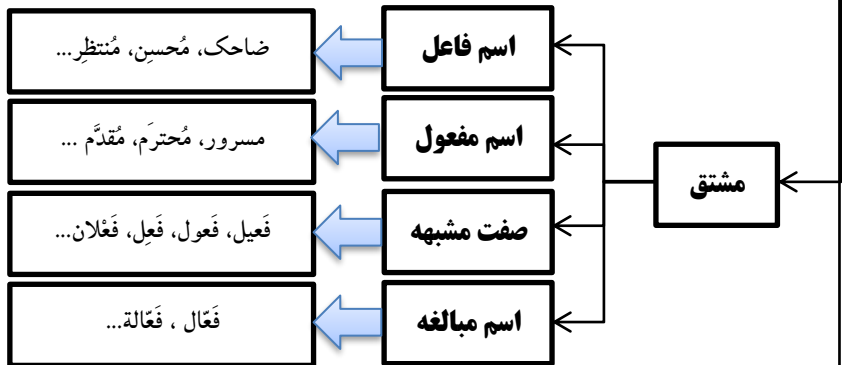 مشتق
اسم فاعل
ضاحک، مُحسِن، مُنتظِر...
اسم مفعول
مسرور، مُحترَم، مُقدَّم ...
صفت مشبهه
فَعیل، فَعول، فَعِل، فَعْلان...
اسم مبالغه
فَعّال ، فَعّالة...